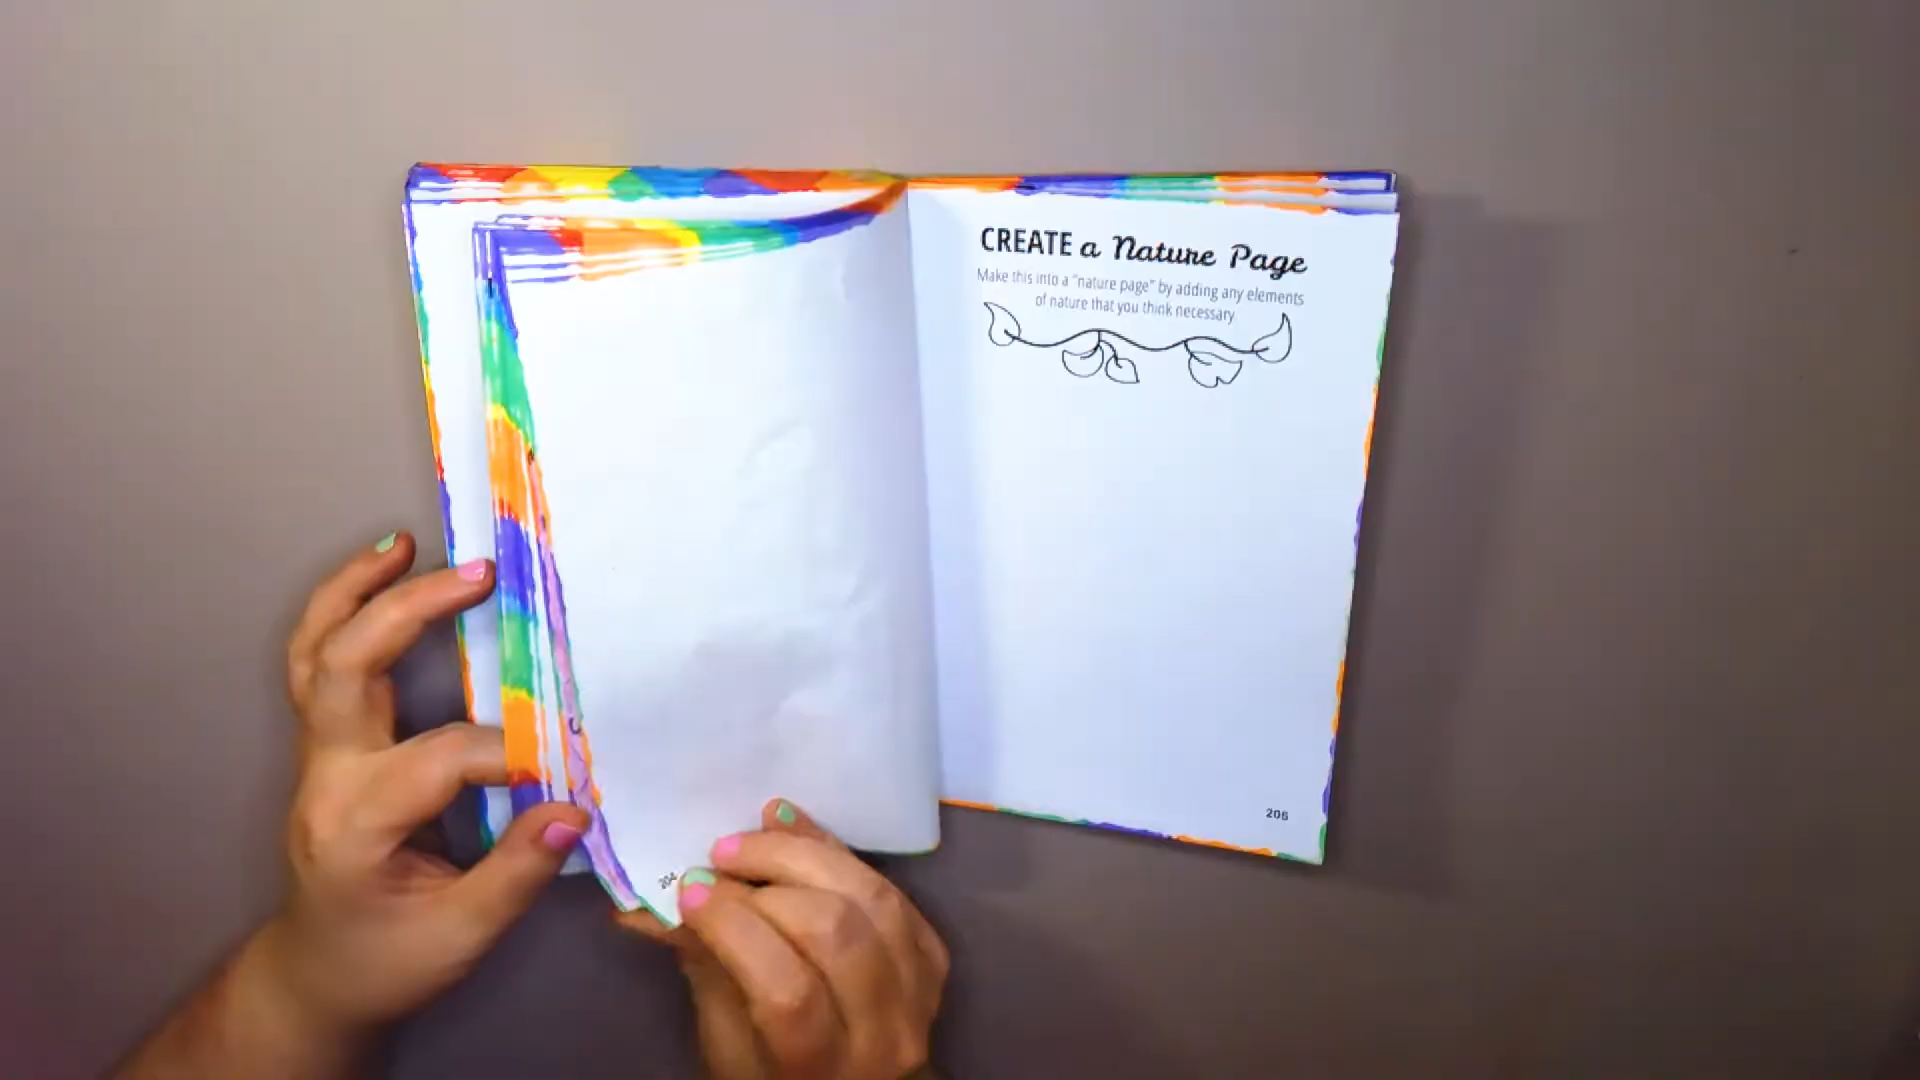 CREATE a Nature Page
Make this into a "nature page" by adding any elements
of nature that you think necessary
204
205